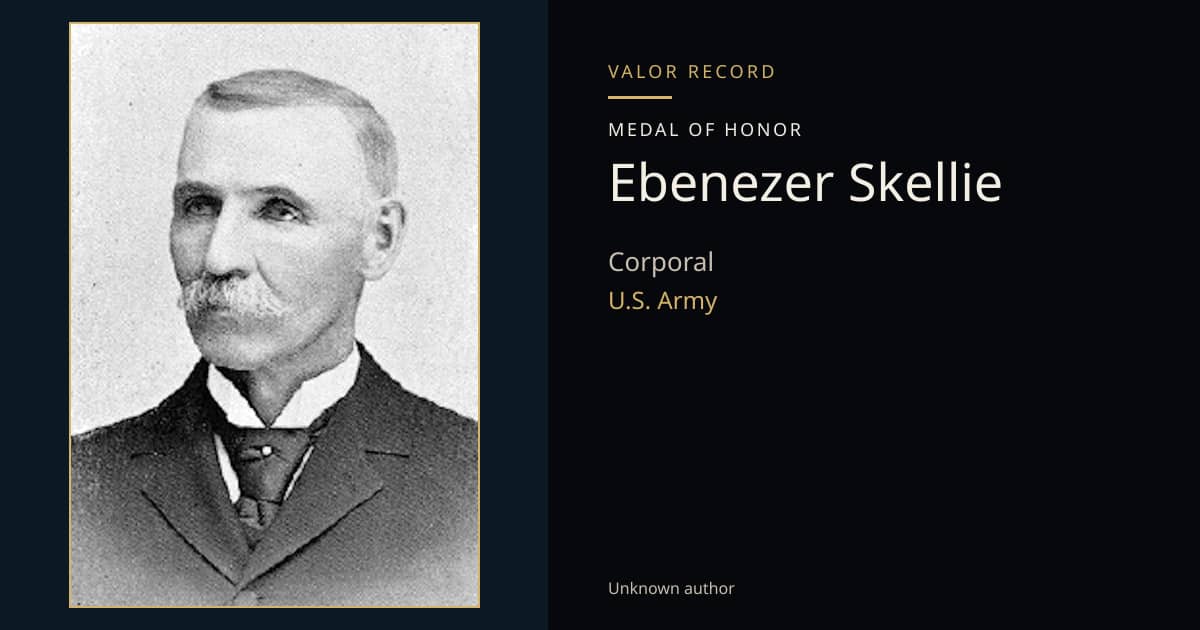 VALOR RECORD
MEDAL OF HONOR
Ebenezer Skellie
Corporal
U.S. Army
Unknown author